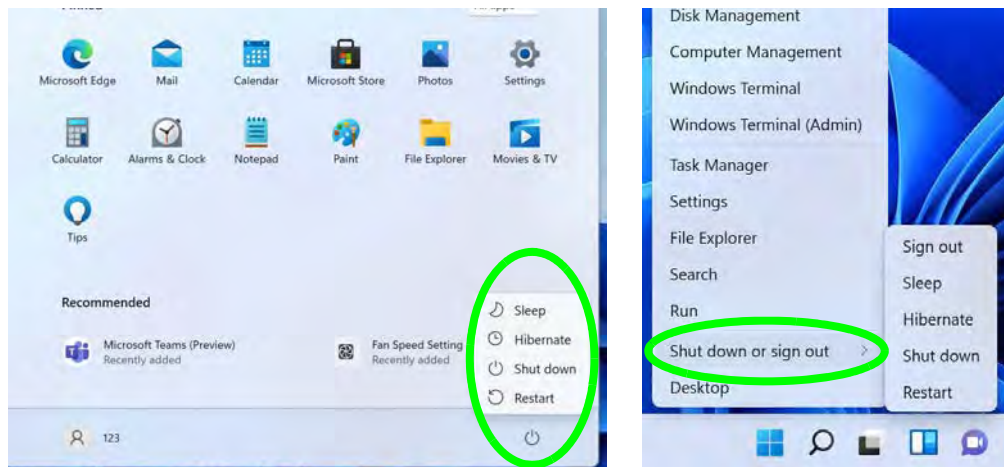 Microsoft Edge
Mail
Calendar
Microsoft Store
Photos
Settings
Calculator
Alarms & Clock
Notepad
Paint
File Explorer
Movies & TV
Tips
Recommended
Microsoft Teams (Preview)
Recently added
Fan Speed Setting
Recently added
Sleep
Hibernate
Shut down
Restart
123
Disk Management
Computer Management
Windows Terminal
Windows Terminal (Admin)
Task Manager
Settings
File Explorer
Search
Run
Shut down or sign out
Desktop
Sign out
Sleep
Hibernate
Shut down
Restart